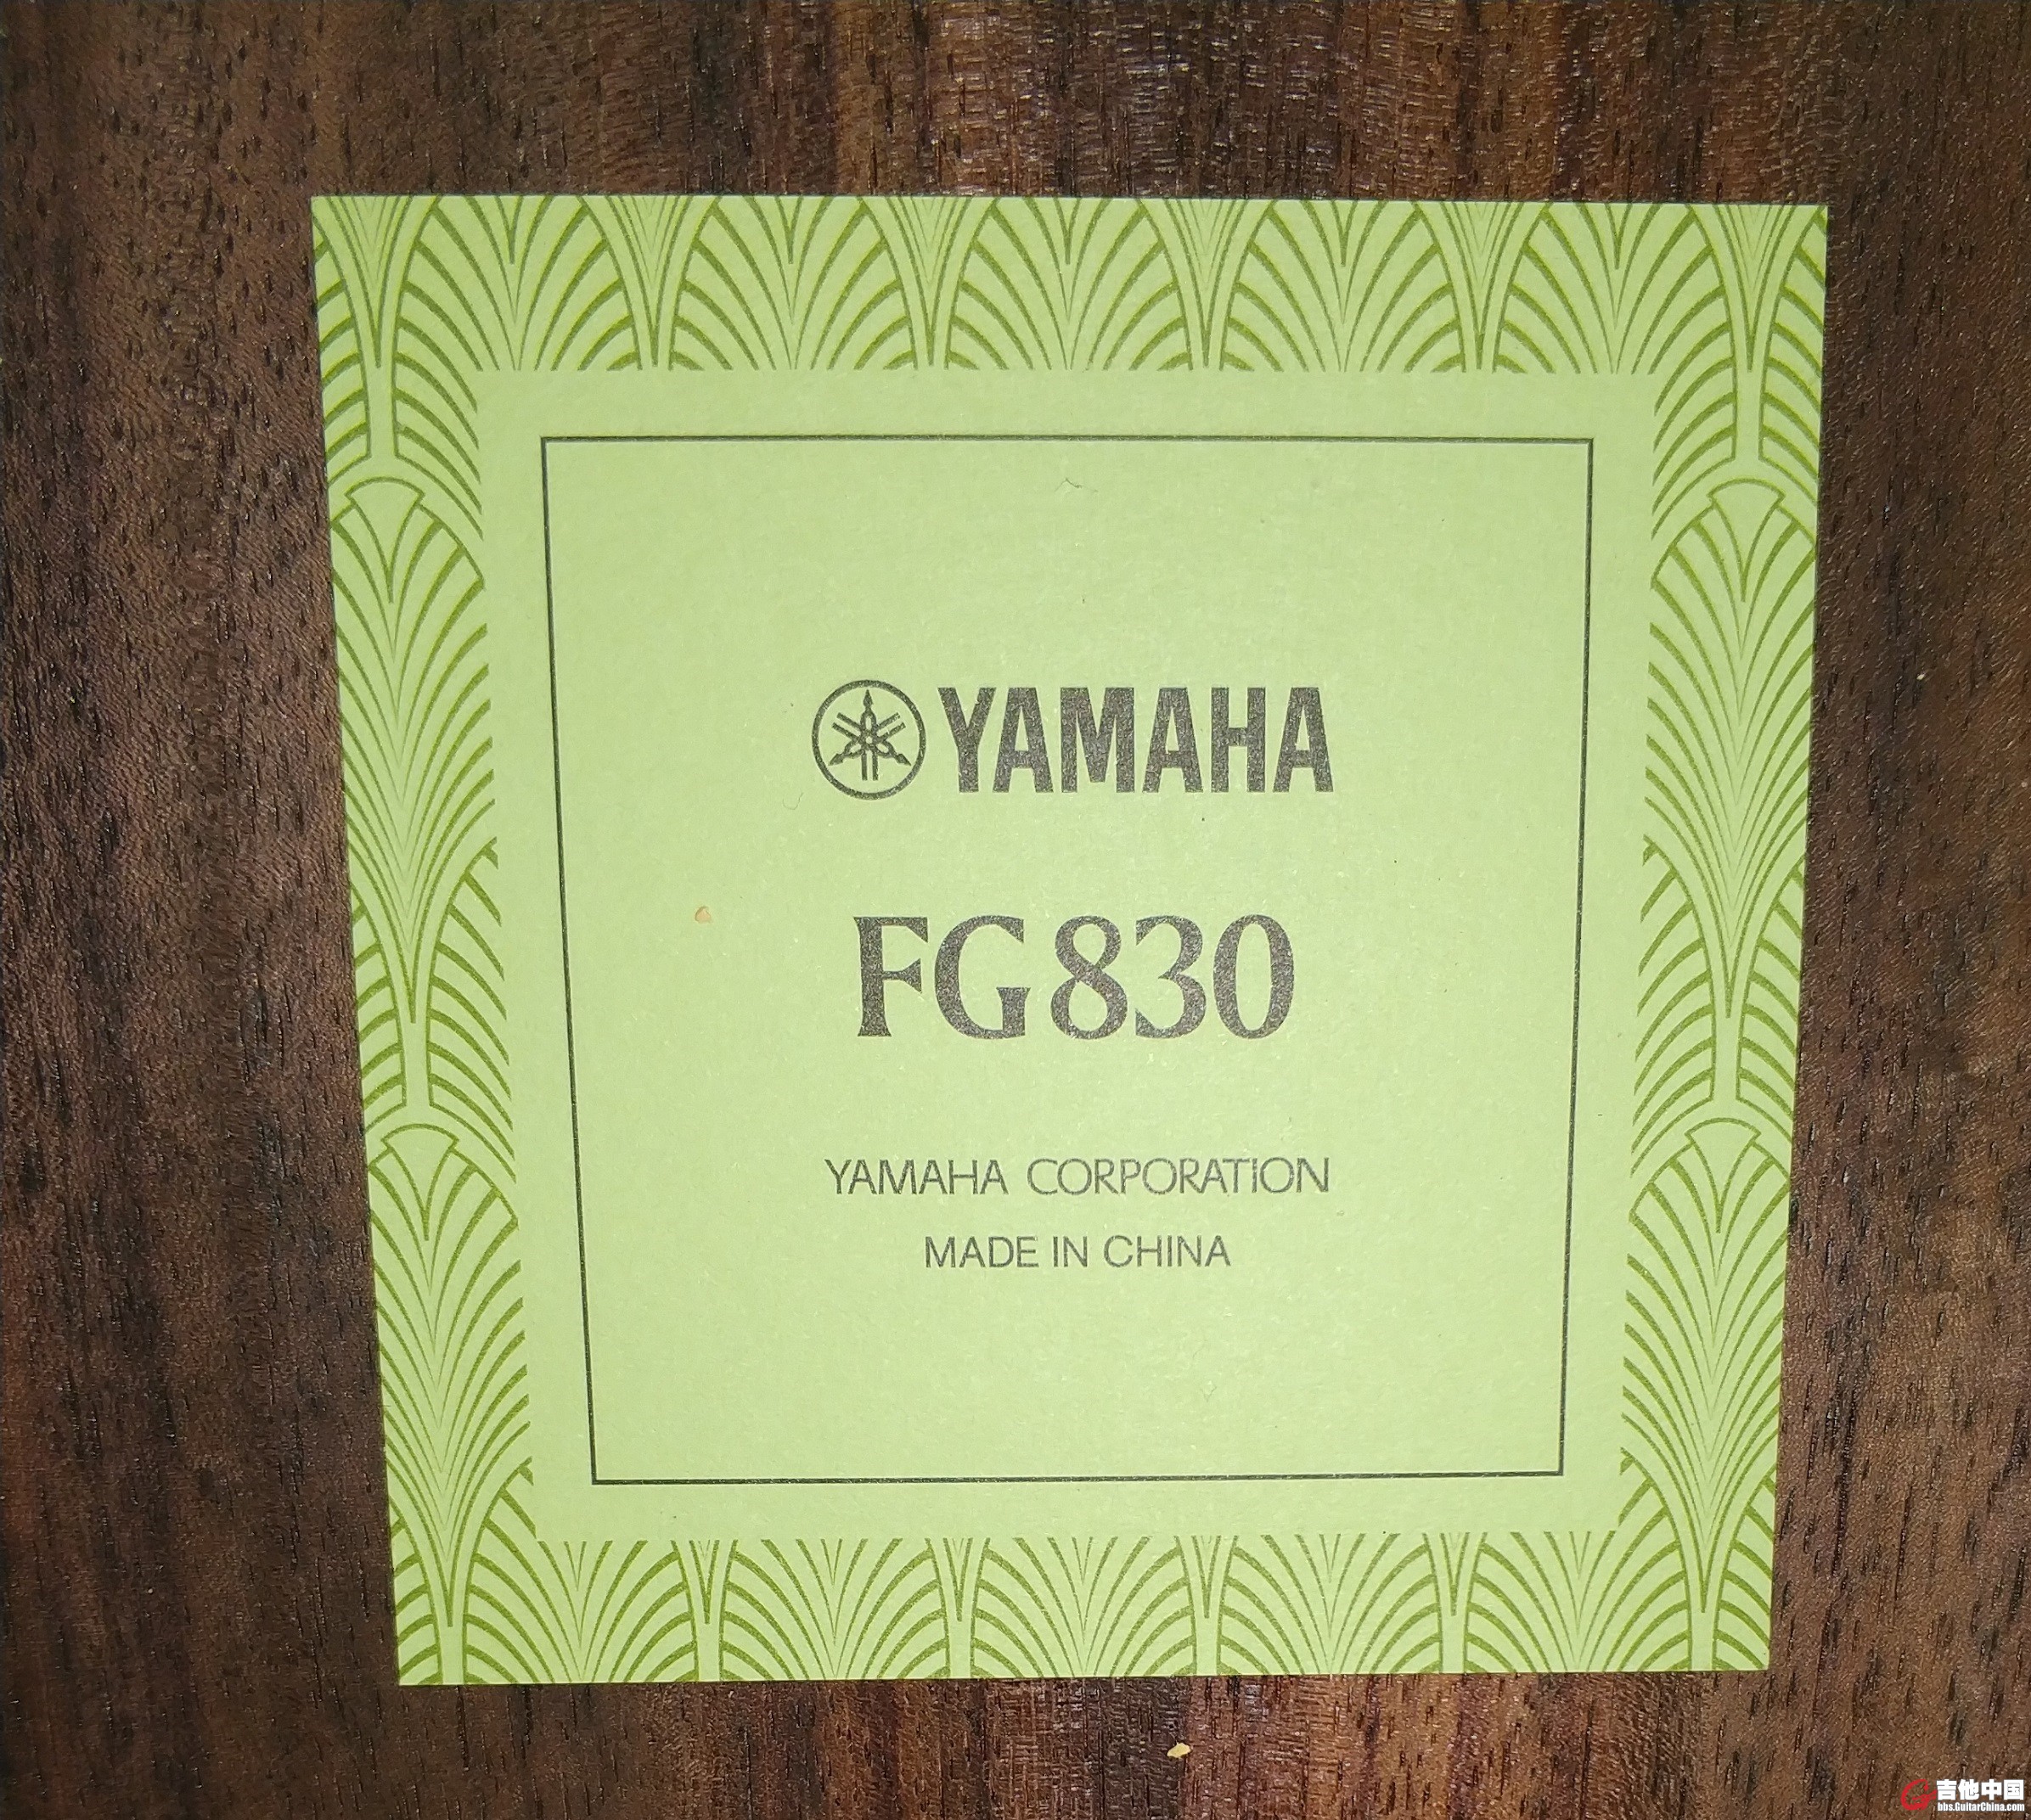 YAMAHA
FG830
YAMAHA CORPORATION
MADE IN CHINA
吉他中国
bbs.GuitarChina.com